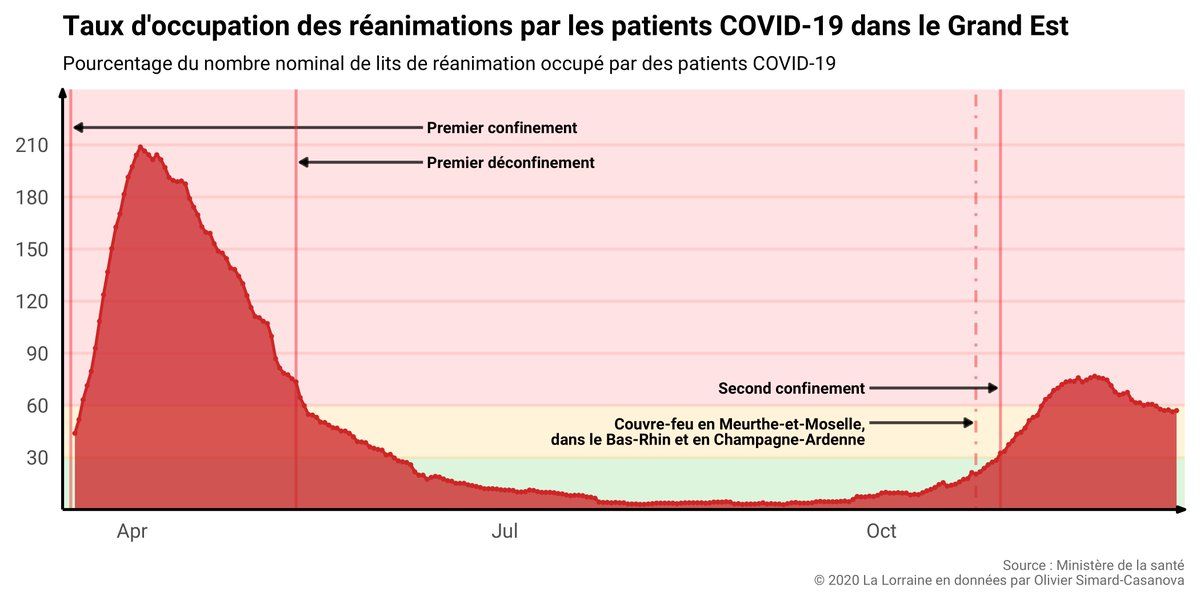 Taux d'occupation des réanimations par les patients COVID-19 dans le Grand Est
Pourcentage du nombre nominal de lits de réanimation occupé par des patients COVID-19
210
180
150
120
90
60
30
Premier confinement
Premier déconfinement
Second confinement
Couvre-feu en Meurthe-et-Moselle,
dans le Bas-Rhin et en Champagne-Ardenne
Apr
Jul
Oct
Source : Ministère de la santé
© 2020 La Lorraine en données par Olivier Simard-Casanova